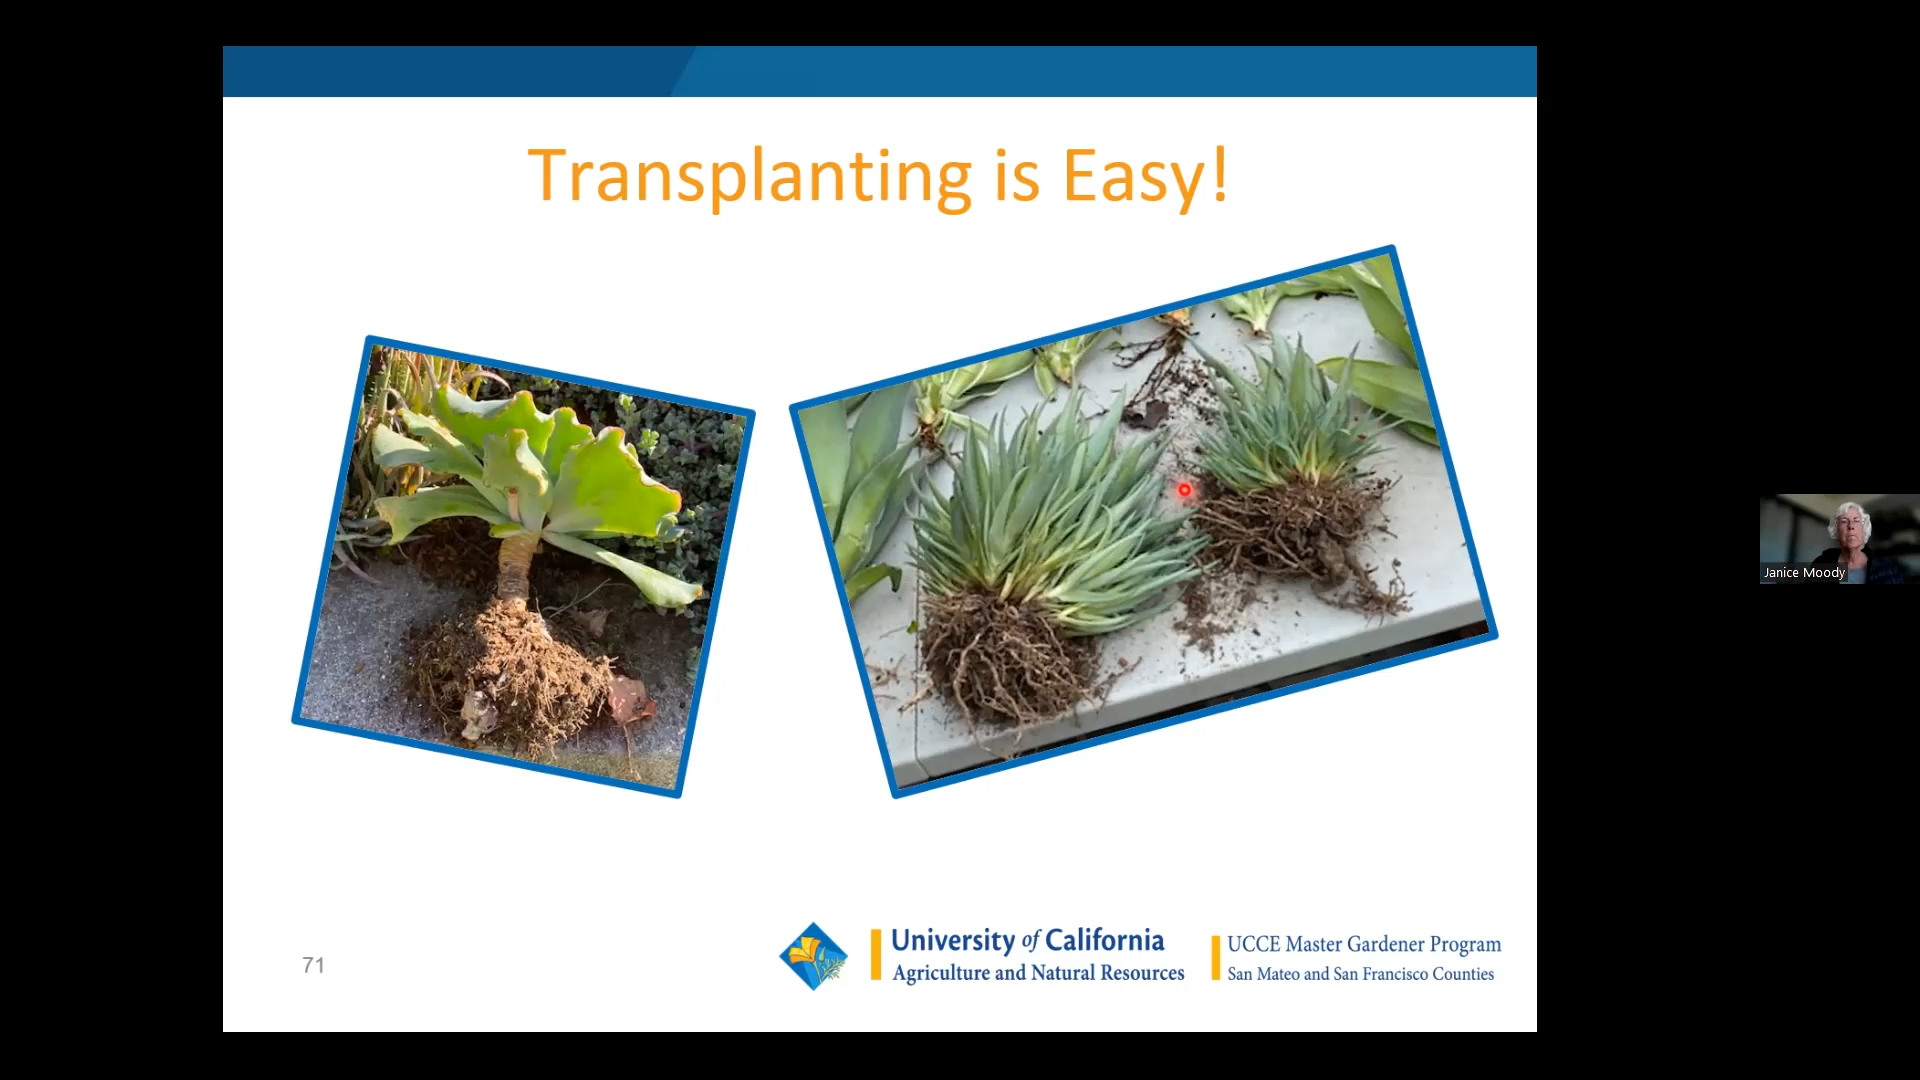 Transplanting is Easy!
Janice Moody
71
University of California
Agriculture and Natural Resources
UCCE Master Gardener Program
San Mateo and San Francisco Counties